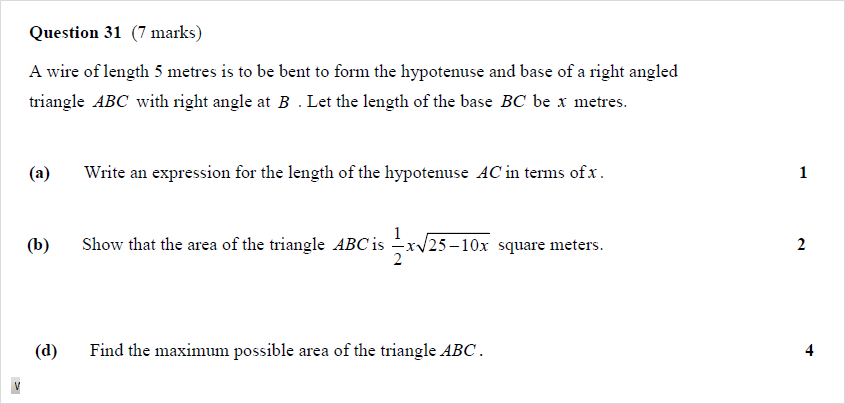 Question 31 (7 marks)
A wire of length 5 metres is to be bent to form the hypotenuse and base of a right angled
triangle ABC with right angle at B . Let the length of the base BC be x metres.
(a) Write an expression for the length of the hypotenuse AC in terms of x . 1
(b) Show that the area of the triangle ABC is 1/2 x√25−10x square meters. 2
(d) Find the maximum possible area of the triangle ABC . 4
v